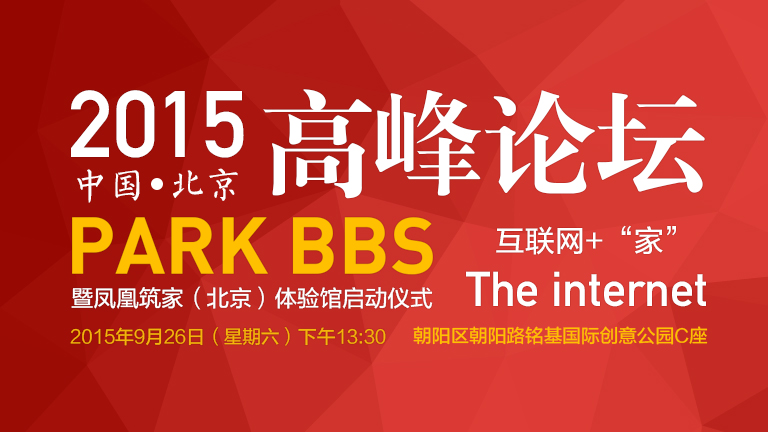 2015 高峰论坛
中国•北京
PARK BBS
互联网+“家”
The internet
暨凤凰筑家（北京）体验馆启动仪式
2015年9月26日（星期六）下午13:30 朝阳区朝阳路铭基国际创意公园C座